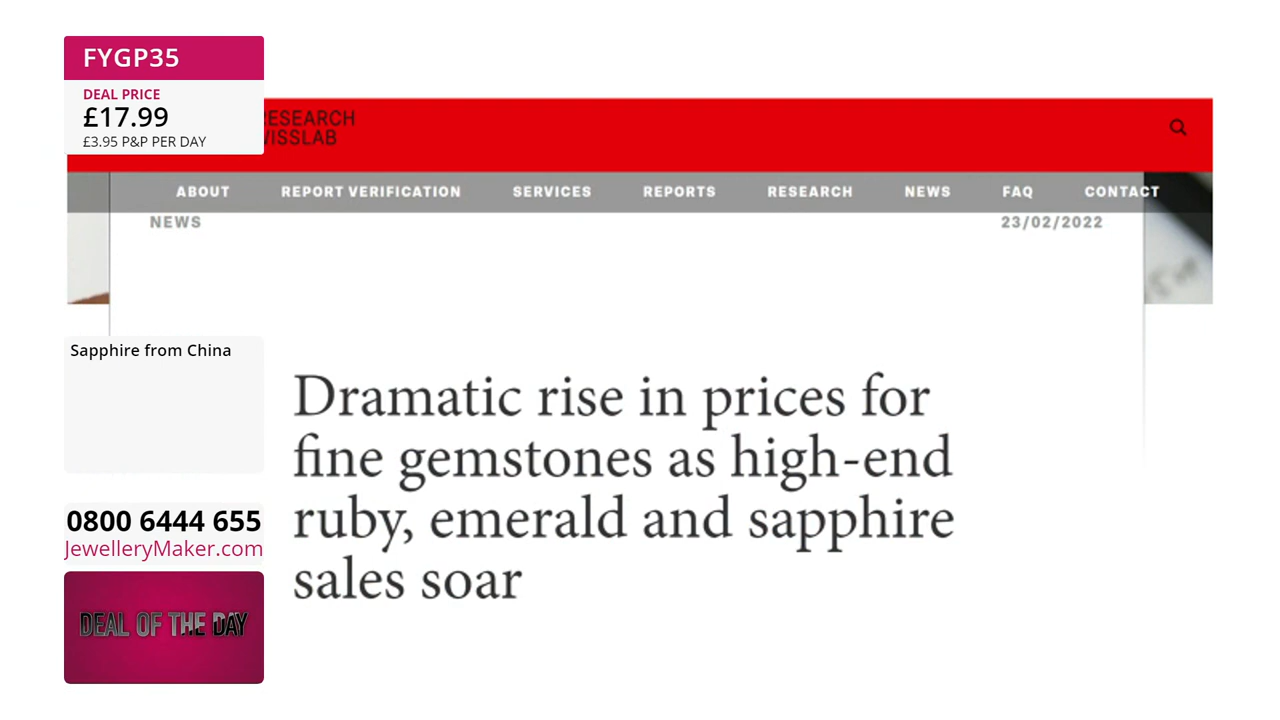 FYGP35
DEAL PRICE
£17.99
£3.95 P&P PER DAY
ABOUT REPORT VERIFICATION SERVICES REPORTS RESEARCH NEWS FAQ CONTACT
NEWS 23/02/2022
Sapphire from China
Dramatic rise in prices for
fine gemstones as high-end
ruby, emerald and sapphire
sales soar
0800 6444 655
JewelleryMaker.com
DEAL OF THE DAY